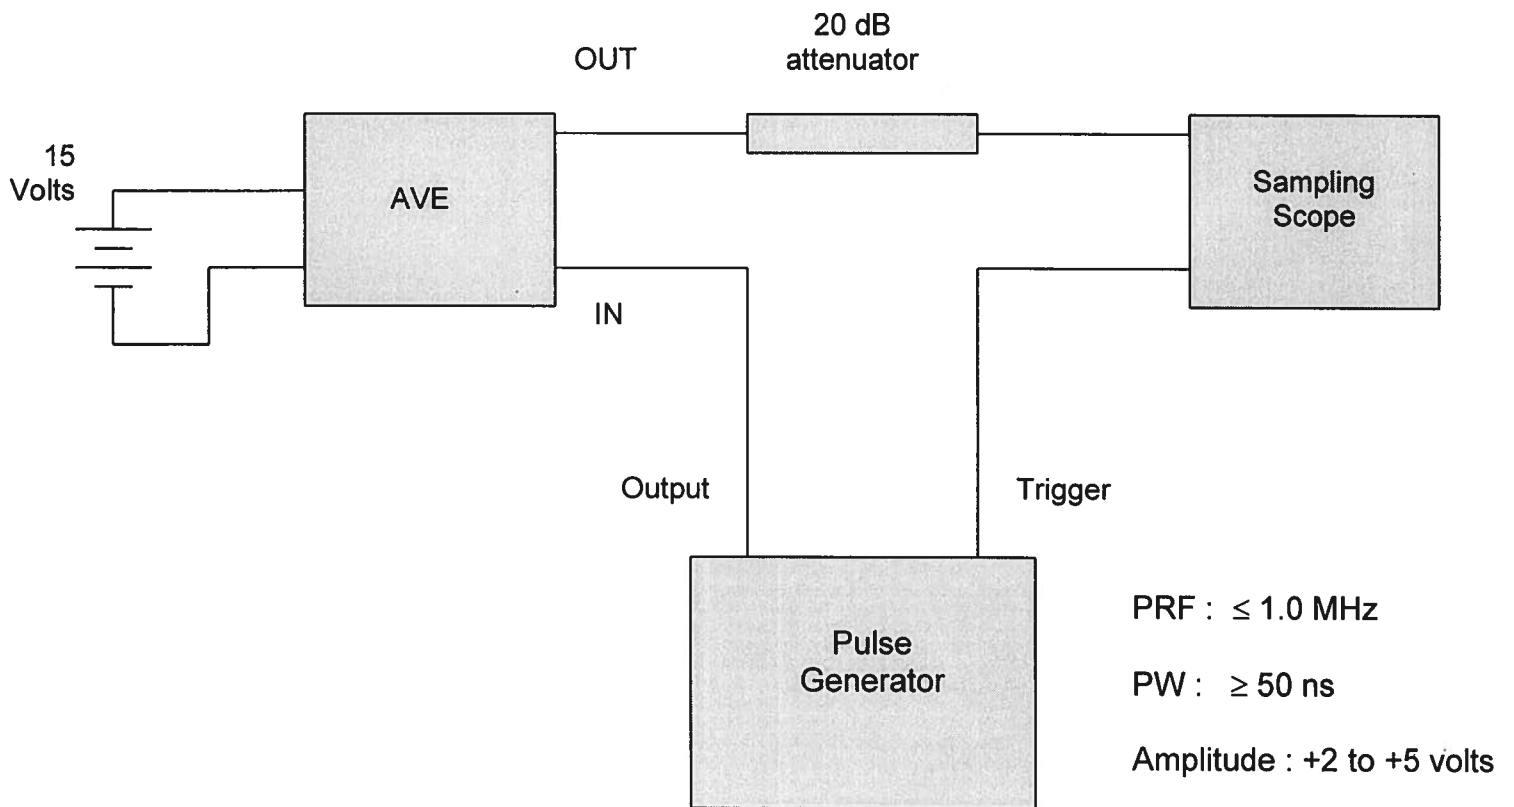 20 dB
attenuator
OUT
15
Volts
AVE
Sampling
Scope
IN
Output
Trigger
Pulse
Generator
PRF : ≤ 1.0 MHz
PW : ≥ 50 ns
Amplitude : +2 to +5 volts